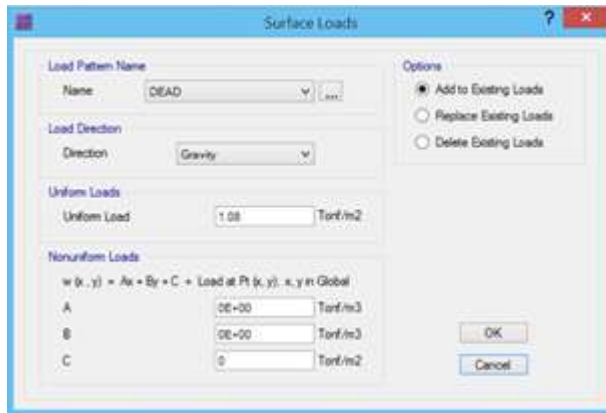 Surface Loads
?
Load Pattern Name
Name DEAD ...
Load Direction
Direction Gravity
Uniform Loads
Uniform Load 1.08 Tonf/m2
Nonuniform Loads
w (x , y) = Ax + By + C + Load at Pt (x, y). x, y in Global
A 0E+00 Tonf/m3
B 0E+00 Tonf/m3
C 0 Tonf/m2
Options
Add to Existing Loads
Replace Existing Loads
Delete Existing Loads
OK
Cancel